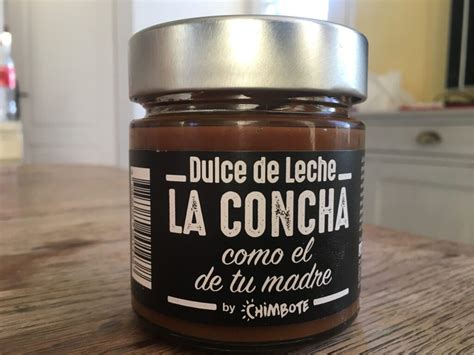 Dulce de Leche
LA CONCHA
como el
de tu madre
by CHIMBOTE